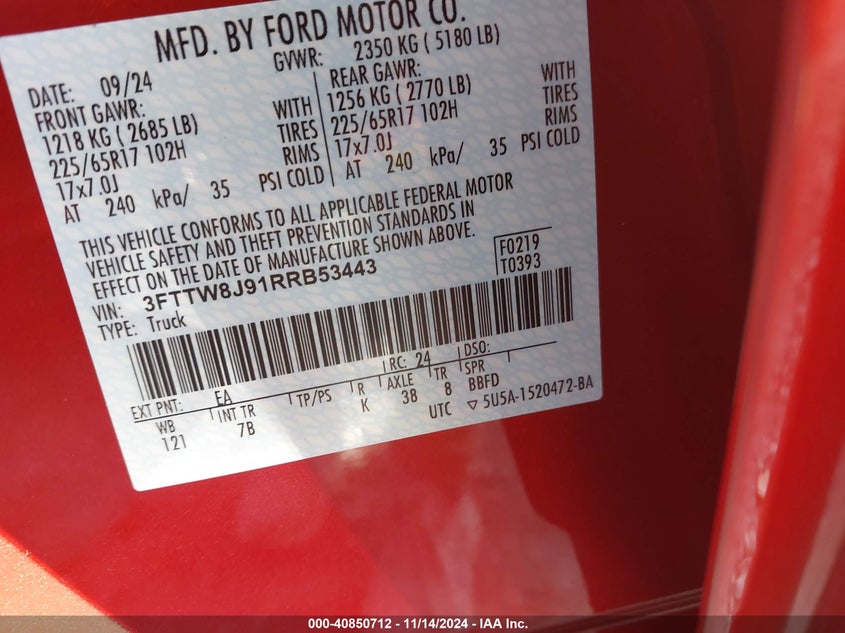 MFD. BY FORD MOTOR CO.
DATE: 09/24 GVWR: 2350 KG ( 5180 LB)
FRONT GAWR: REAR GAWR:
1218 KG ( 2685 LB) WITH 1256 KG ( 2770 LB) WITH
225/65R17 102H TIRES 225/65R17 102H TIRES
17x7.0J RIMS 17x7.0J RIMS
AT 240 kPa/ 35 PSI COLD AT 240 kPa/ 35 PSI COLD
THIS VEHICLE CONFORMS TO ALL APPLICABLE FEDERAL MOTOR
VEHICLE SAFETY AND THEFT PREVENTION STANDARDS IN
EFFECT ON THE DATE OF MANUFACTURE SHOWN ABOVE.
VIN: 3FTTW8J91RRB53443 F0219
TYPE: Truck T0393
EXT PNT: EA RC: 24 DSO:
WB INT TR TP/PS R AXLE TR SPR
121 7B K 38 8 BBFD
UTC ▽ 5U5A-1520472-BA
000-40850712 - 11/14/2024 - IAA Inc.